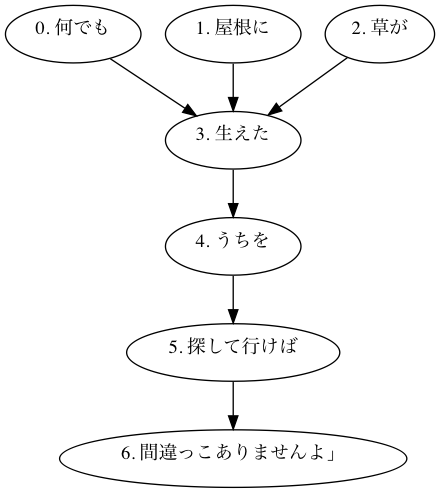 0. 何でも
1. 屋根に
2. 草が
3. 生えた
4. うちを
5. 探して行けば
6. 間違っこありませんよ」